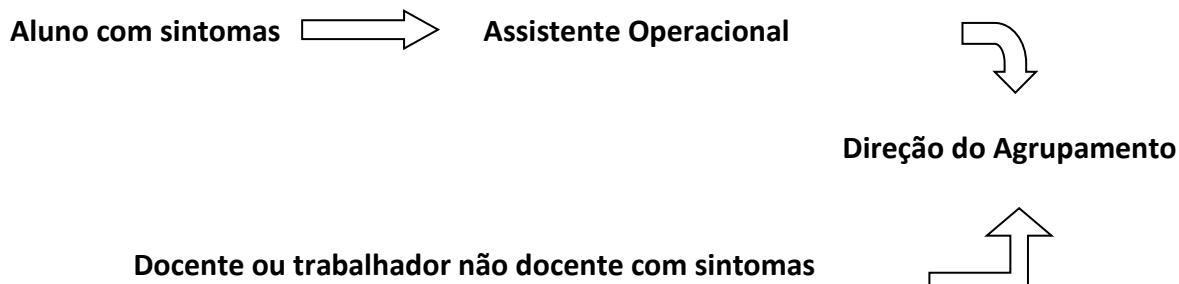 Aluno com sintomas Assistente Operacional
Direção do Agrupamento
Docente ou trabalhador não docente com sintomas